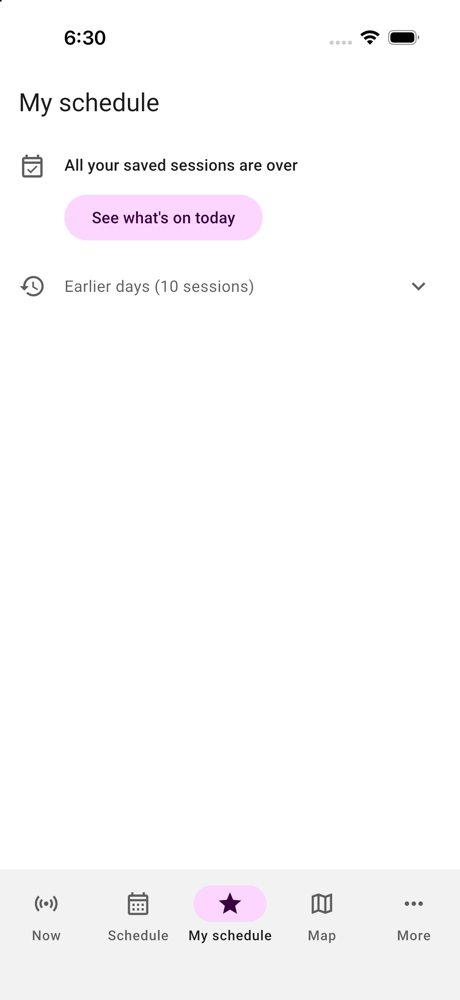 6:30
My schedule
All your saved sessions are over
See what's on today
Earlier days (10 sessions)
Now
Schedule
My schedule
Map
More